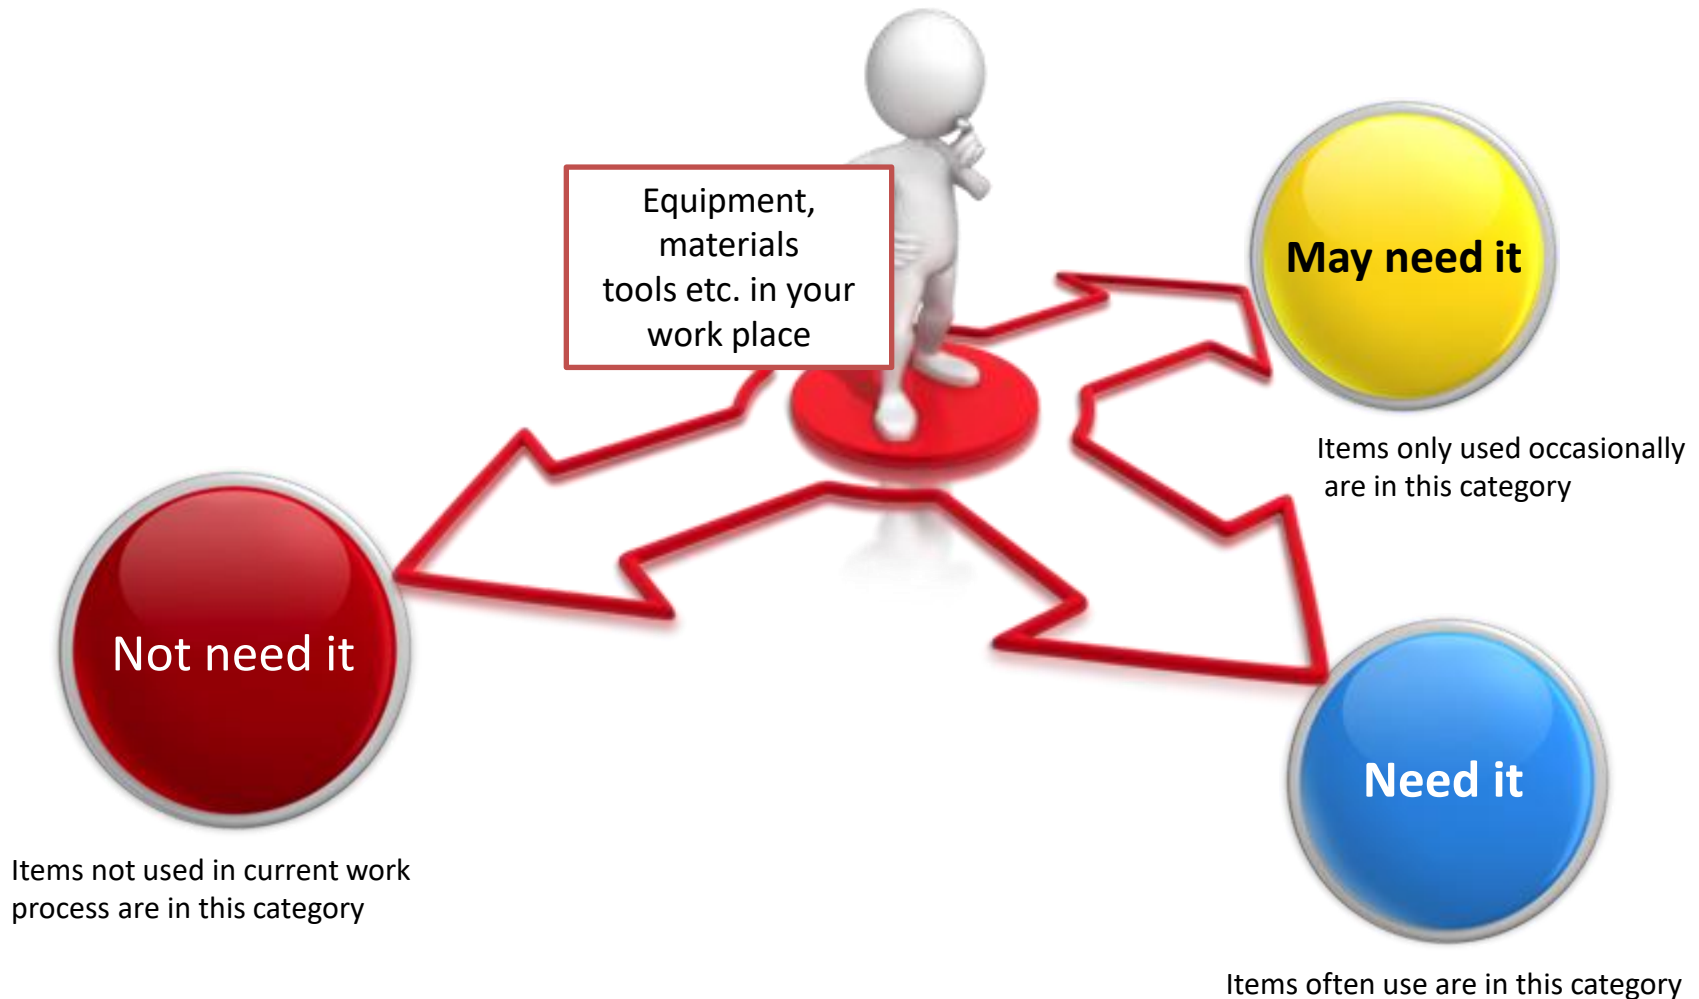 Equipment,
materials
tools etc. in your
work place
May need it
Items only used occasionally
are in this category
Not need it
Items not used in current work
process are in this category
Need it
Items often use are in this category